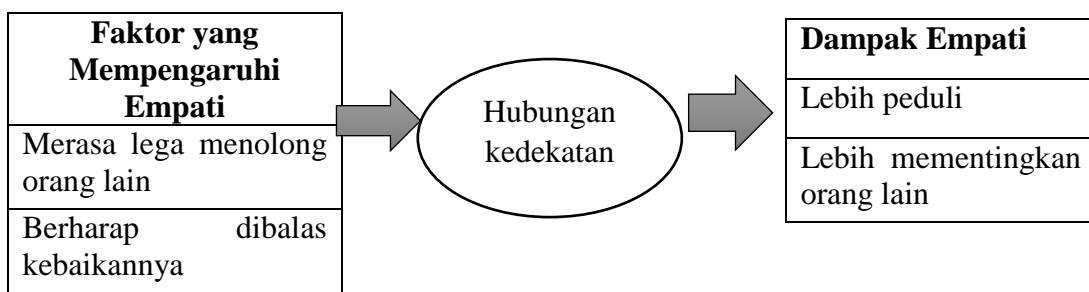 Faktor yang
Mempengaruhi
Empati
Merasa lega menolong
orang lain
Berharap dibalas
kebaikannya
Hubungan
kedekatan
Dampak Empati
Lebih peduli
Lebih mementingkan
orang lain